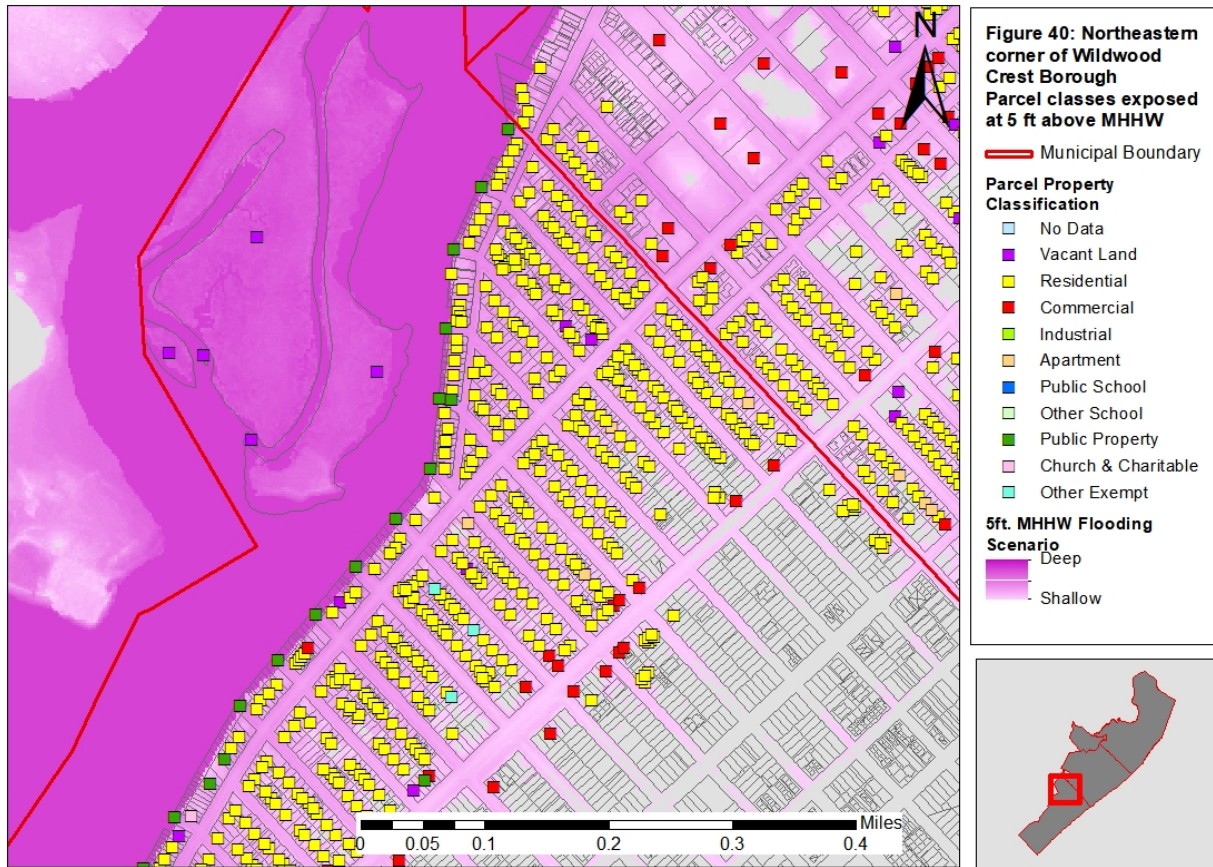 N
Figure 40: Northeastern
corner of Wildwood
Crest Borough
Parcel classes exposed
at 5 ft above MHHW
Municipal Boundary
Parcel Property
Classification
No Data
Vacant Land
Residential
Commercial
Industrial
Apartment
Public School
Other School
Public Property
Church & Charitable
Other Exempt
5ft. MHHW Flooding
Scenario
Deep
Shallow
Miles
0 0.05 0.1 0.2 0.3 0.4